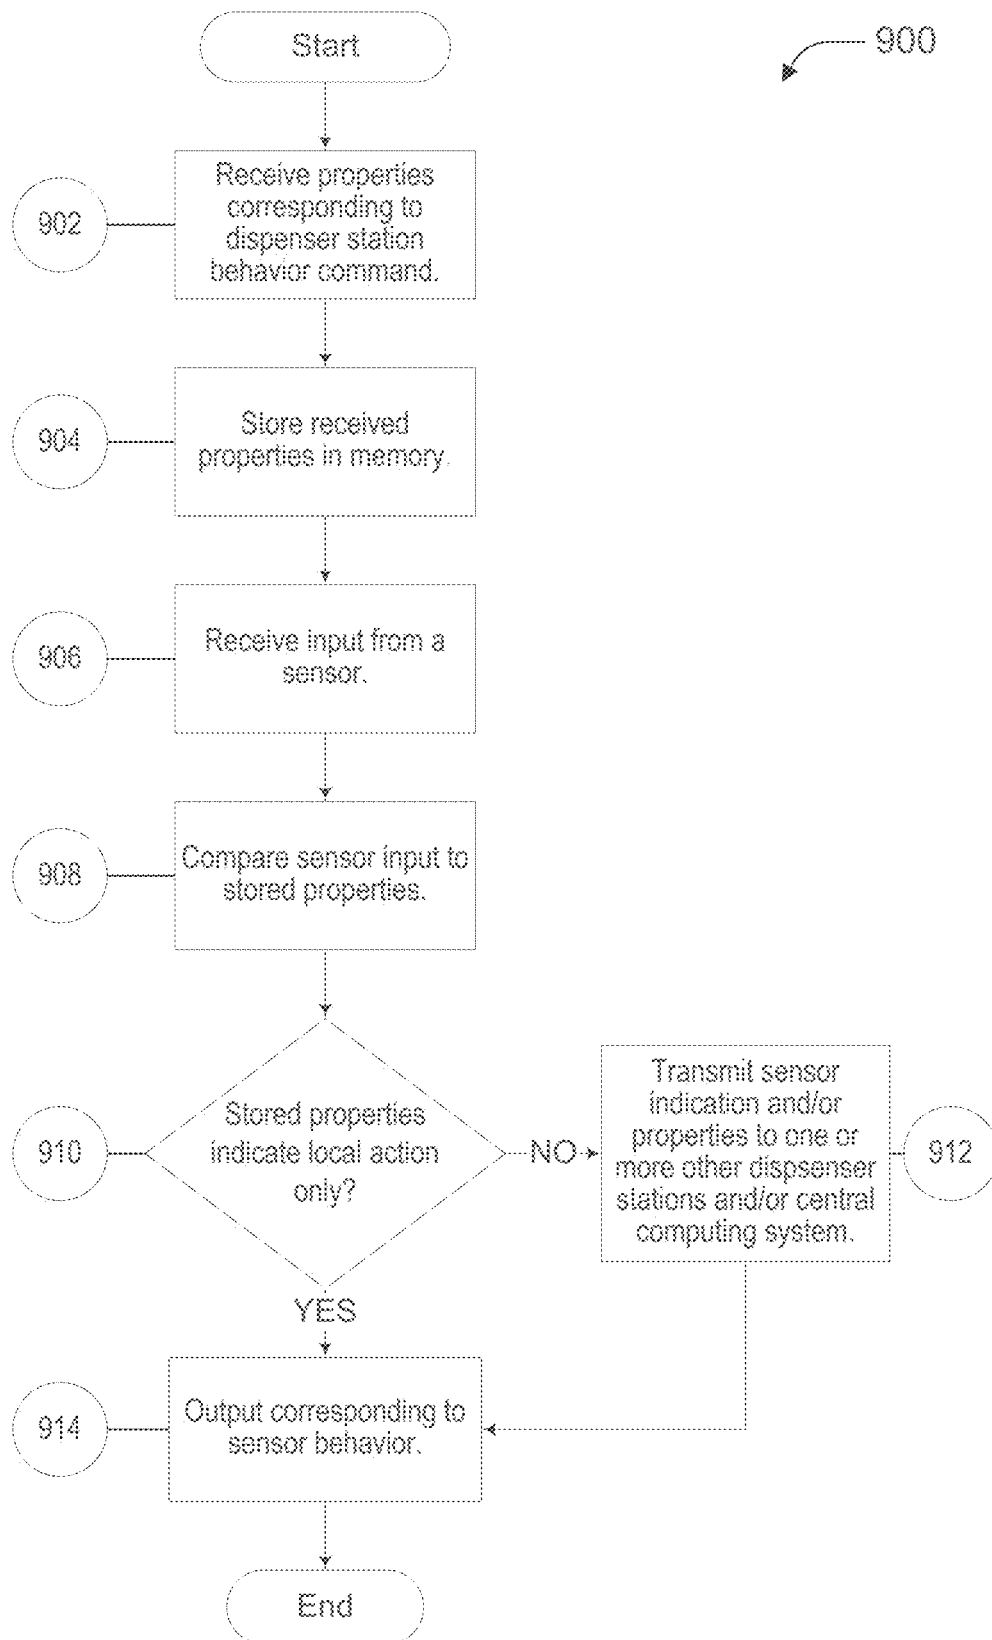 Start
900
Receive properties
corresponding to
dispenser station
behavior command.
902
Store received
properties in memory.
904
Receive input from a
sensor.
906
Compare sensor input to
stored properties.
908
Stored properties
indicate local action
only?
910
NO
Transmit sensor
indication and/or
properties to one or
more other dispsenser
stations and/or central
computing system.
912
YES
Output corresponding to
sensor behavior.
914
End